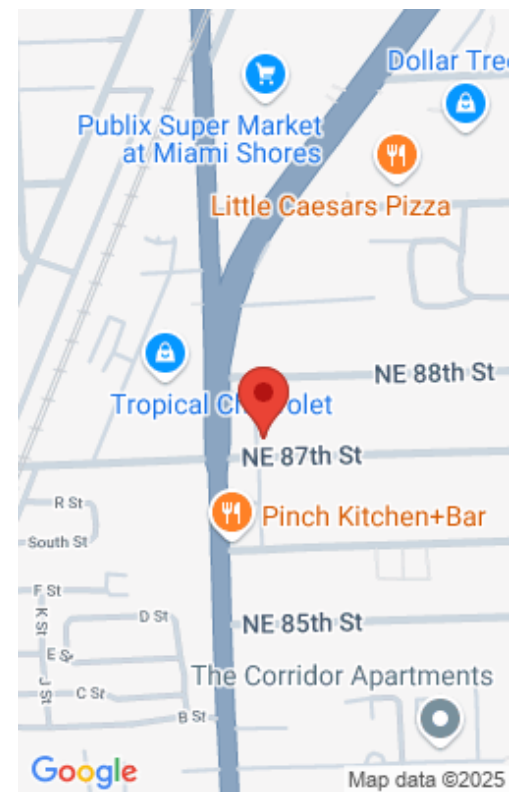 Dollar Tree
Publix Super Market
at Miami Shores
Little Caesars Pizza
NE 88th St
Tropical Ch olet
NE 87th St
R St
Pinch Kitchen+Bar
South St
F St
K St
D St
NE 85th St
E St
The Corridor Apartments
J St
C St
B St
Google
Map data ©2025